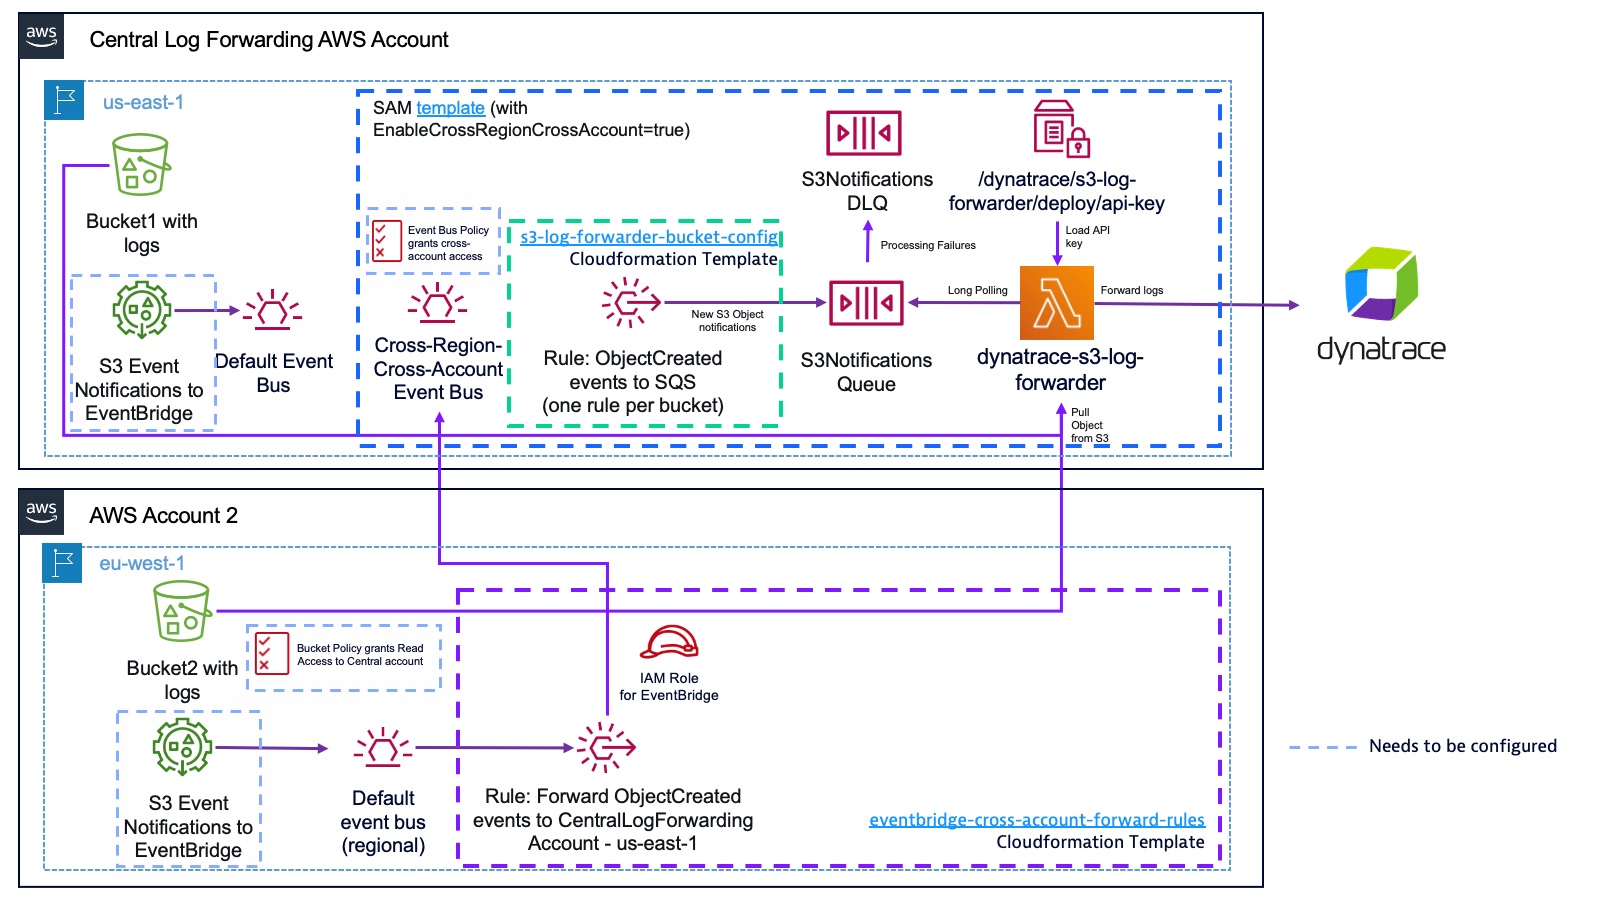 aws
Central Log Forwarding AWS Account
us-east-1
Bucket1 with
logs
S3 Event
Notifications to
EventBridge
Default Event
Bus
SAM template (with
EnableCrossRegionCrossAccount=true)
Event Bus Policy
grants cross-
account access
Cross-Region-
Cross-Account
Event Bus
s3-log-forwarder-bucket-config
Cloudformation Template
Rule: ObjectCreated
events to SQS
(one rule per bucket)
New S3 Object
notifications
S3Notifications
DLQ
Processing Failures
S3Notifications
Queue
Long Polling
/dynatrace/s3-log-
forwarder/deploy/api-key
Load API
key
Forward logs
dynatrace-s3-log-
forwarder
Pull
Object
from S3
dynatrace
aws
AWS Account 2
eu-west-1
Bucket2 with
logs
Bucket Policy grants Read
Access to Central account
S3 Event
Notifications to
EventBridge
Default
event bus
(regional)
IAM Role
for EventBridge
Rule: Forward ObjectCreated
events to CentralLogForwarding
Account - us-east-1
eventbridge-cross-account-forward-rules
Cloudformation Template
Needs to be configured